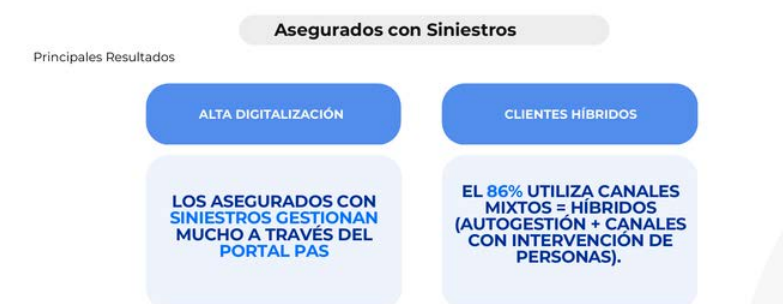 Asegurados con Siniestros
Principales Resultados
ALTA DIGITALIZACIÓN
LOS ASEGURADOS CON
SINIESTROS GESTIONAN
MUCHO A TRAVÉS DEL
PORTAL PAS
CLIENTES HÍBRIDOS
EL 86% UTILIZA CANALES
MIXTOS = HÍBRIDOS
(AUTOGESTIÓN + CANALES
CON INTERVENCIÓN DE
PERSONAS).